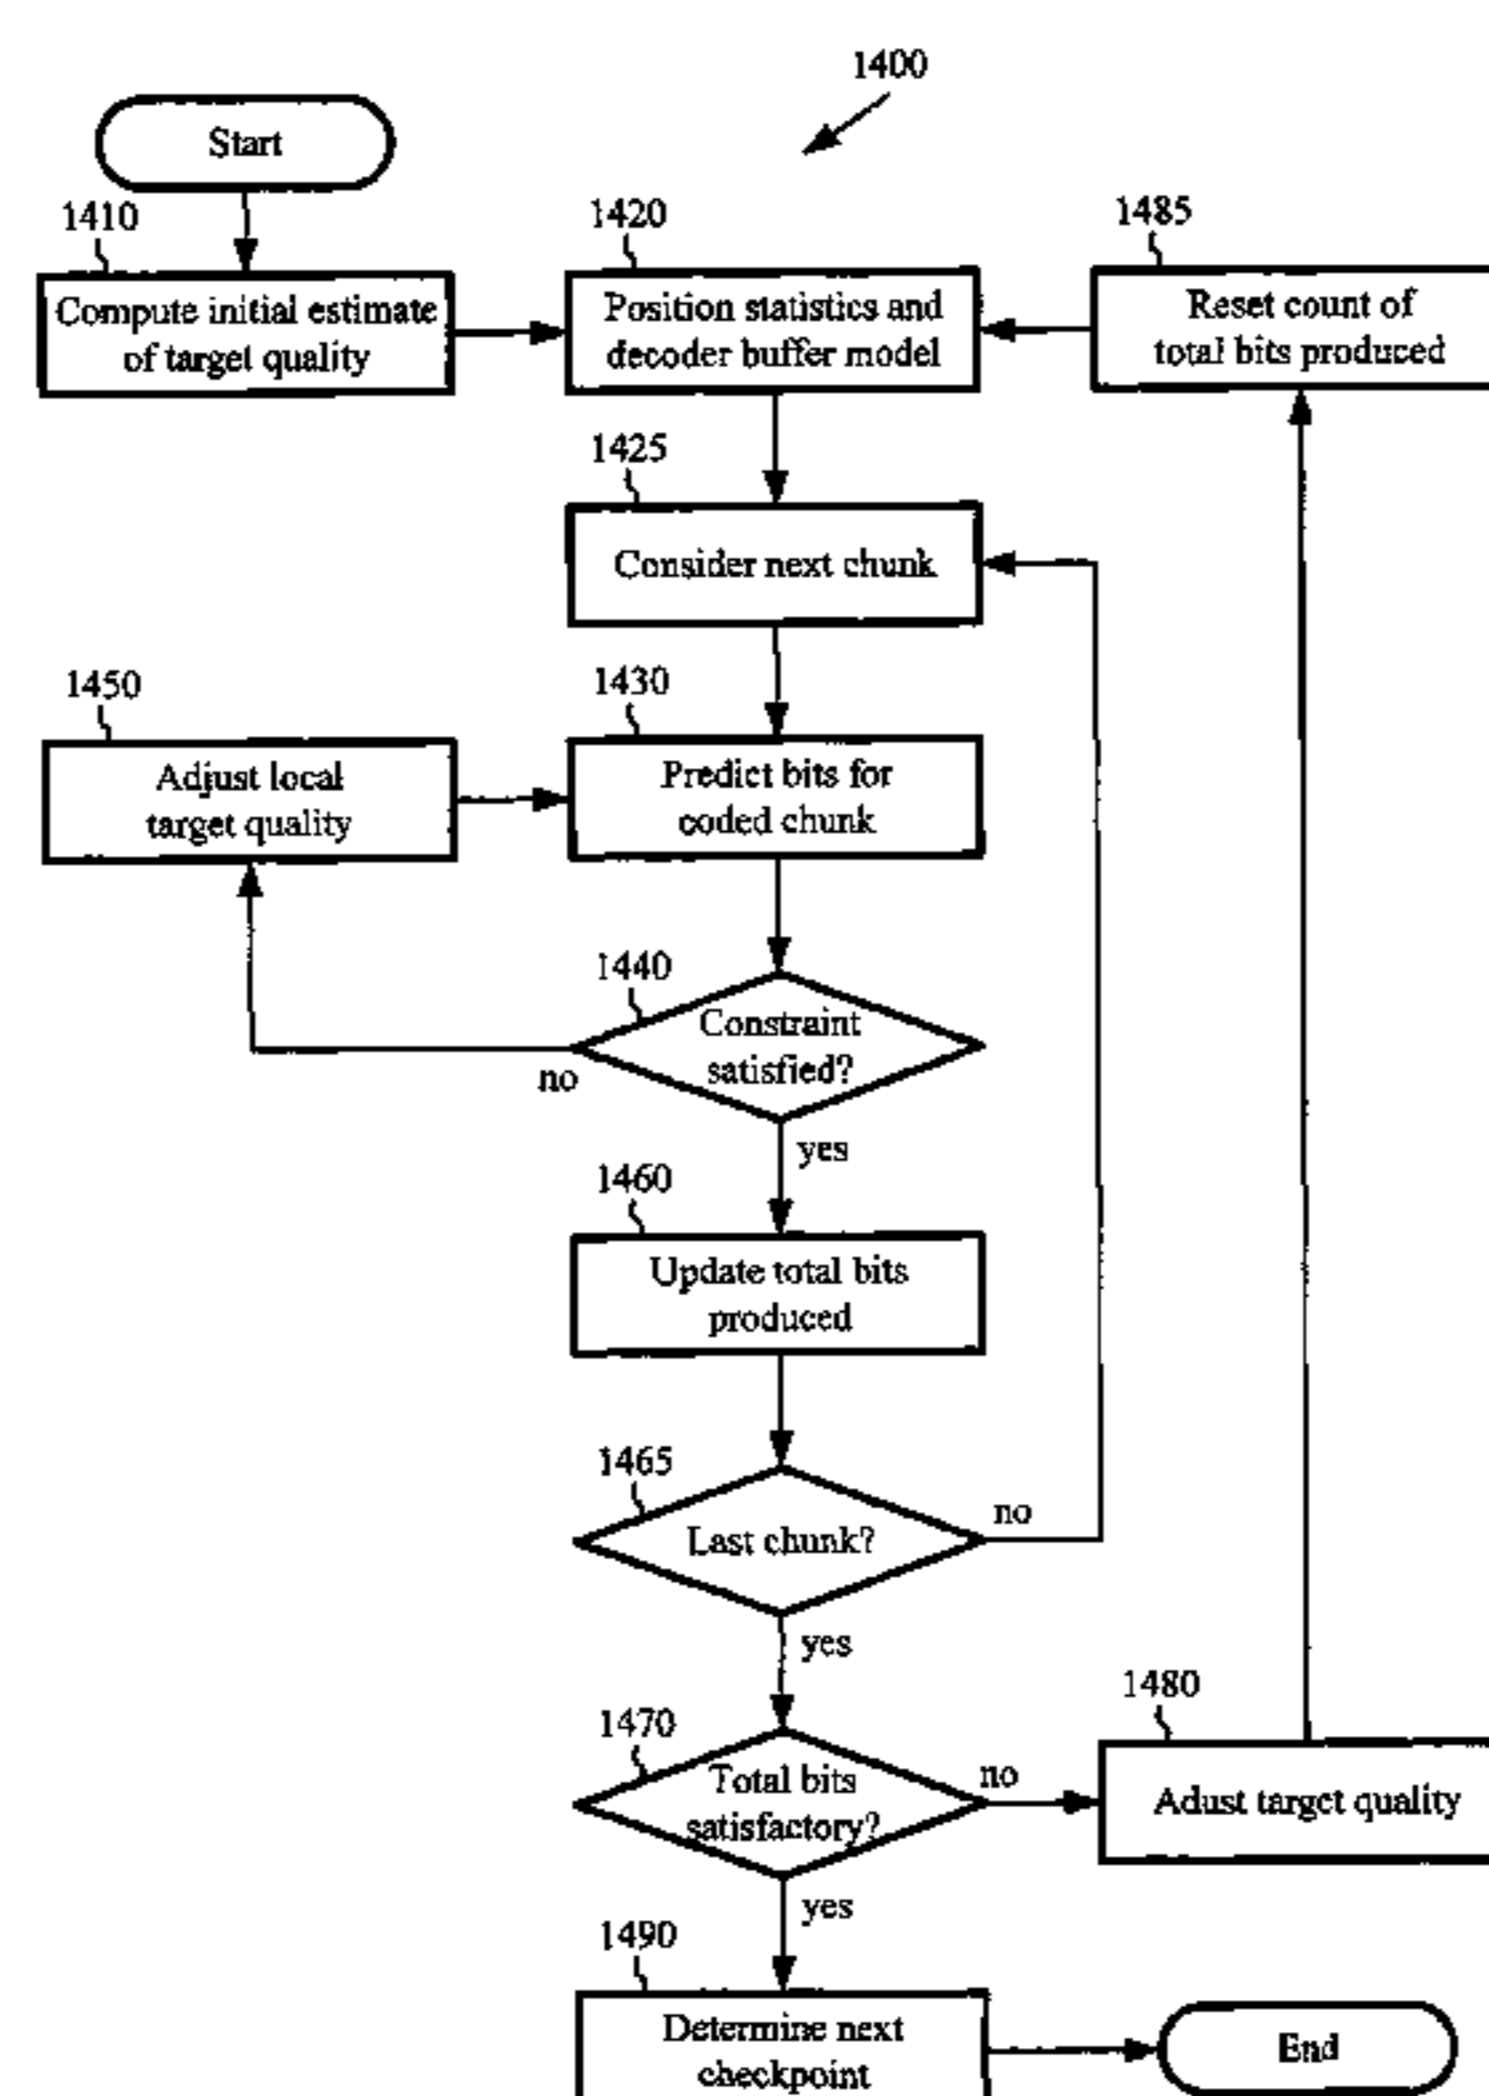 1400
Start
1410
Compute initial estimate
of target quality
1420
Position statistics and
decoder buffer model
1485
Reset count of
total bits produced
1425
Consider next chunk
1450
Adjust local
target quality
1430
Predict bits for
coded chunk
1440
Constraint
satisfied?
no
yes
1460
Update total bits
produced
1465
Last chunk?
no
yes
1470
Total bits
satisfactory?
no
1480
Adust target quality
yes
1490
Determine next
checkpoint
End